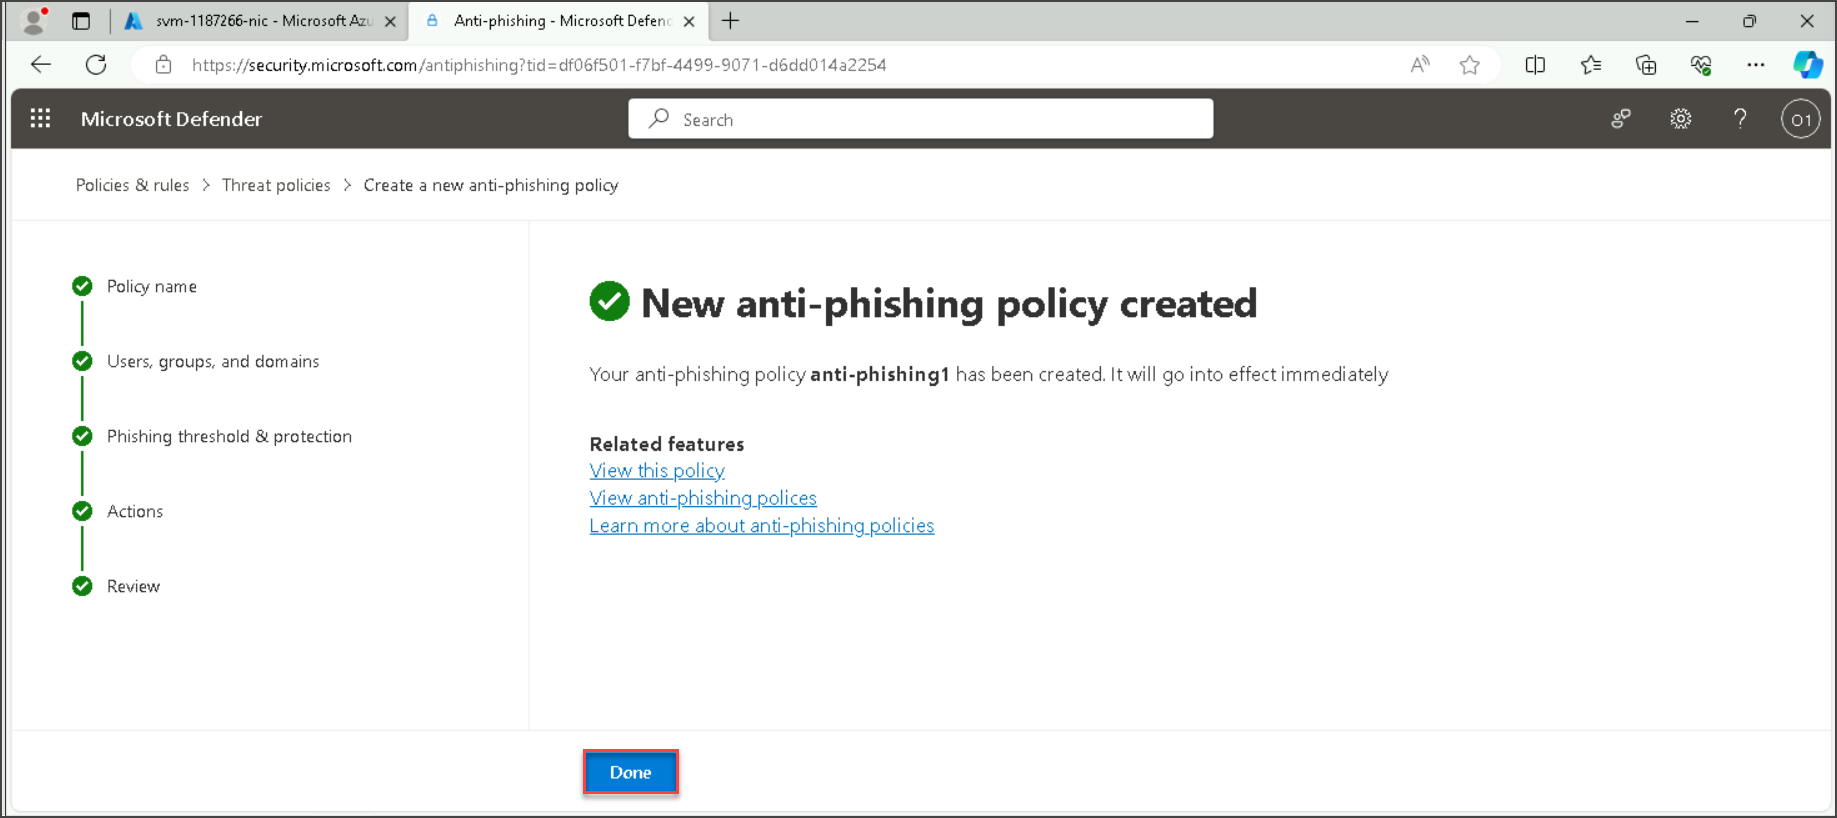 svm-1187266-nic - Microsoft Azu
Anti-phishing - Microsoft Defenc
https://security.microsoft.com/antiphishing?tid=df06f501-f7bf-4499-9071-d6dd014a2254
Microsoft Defender
Search
O1
Policies & rules > Threat policies > Create a new anti-phishing policy
Policy name
Users, groups, and domains
Phishing threshold & protection
Actions
Review
New anti-phishing policy created
Your anti-phishing policy anti-phishing1 has been created. It will go into effect immediately
Related features
View this policy
View anti-phishing polices
Learn more about anti-phishing policies
Done